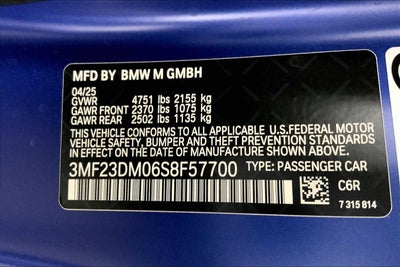 MFD BY BMW M GMBH
04/25
GVWR 4751 lbs 2155 kg
GAWR FRONT 2370 lbs 1075 kg
GAWR REAR 2502 lbs 1135 kg
THIS VEHICLE CONFORMS TO ALL APPLICABLE U.S.FEDERAL MOTOR
VEHICLE SAFETY, BUMPER AND THEFT PREVENTION STANDARDS
IN EFFECT ON THE DATE OF MANUFACTURE SHOWN ABOVE.
3MF23DM06S8F57700 TYPE: PASSENGER CAR
C6R
7 315 814